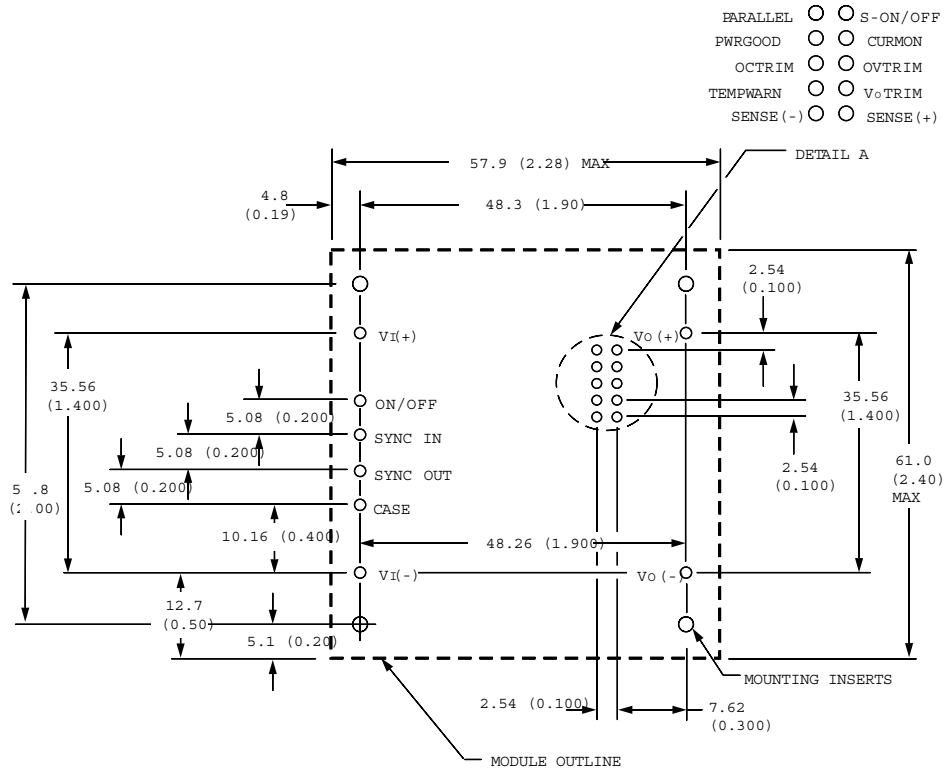 PARALLEL S-ON/OFF
PWRGOOD CURMON
OCTRIM OVTRIM
TEMPWARN VOTRIM
SENSE(-) SENSE(+)
DETAIL A
57.9 (2.28) MAX
4.8
(0.19)
48.3 (1.90)
2.54
(0.100)
VI(+)
VO(+)
35.56
(1.400)
ON/OFF
5.08 (0.200)
SYNC IN
5.08 (0.200)
SYNC OUT
5.08 (0.200)
CASE
35.56
(1.400)
2.54
(0.100)
61.0
(2.40)
MAX
10.16 (0.400)
48.26 (1.900)
VI(-)
VO(-)
12.7
(0.50)
5.1 (0.20)
MOUNTING INSERTS
2.54 (0.100)
7.62
(0.300)
MODULE OUTLINE